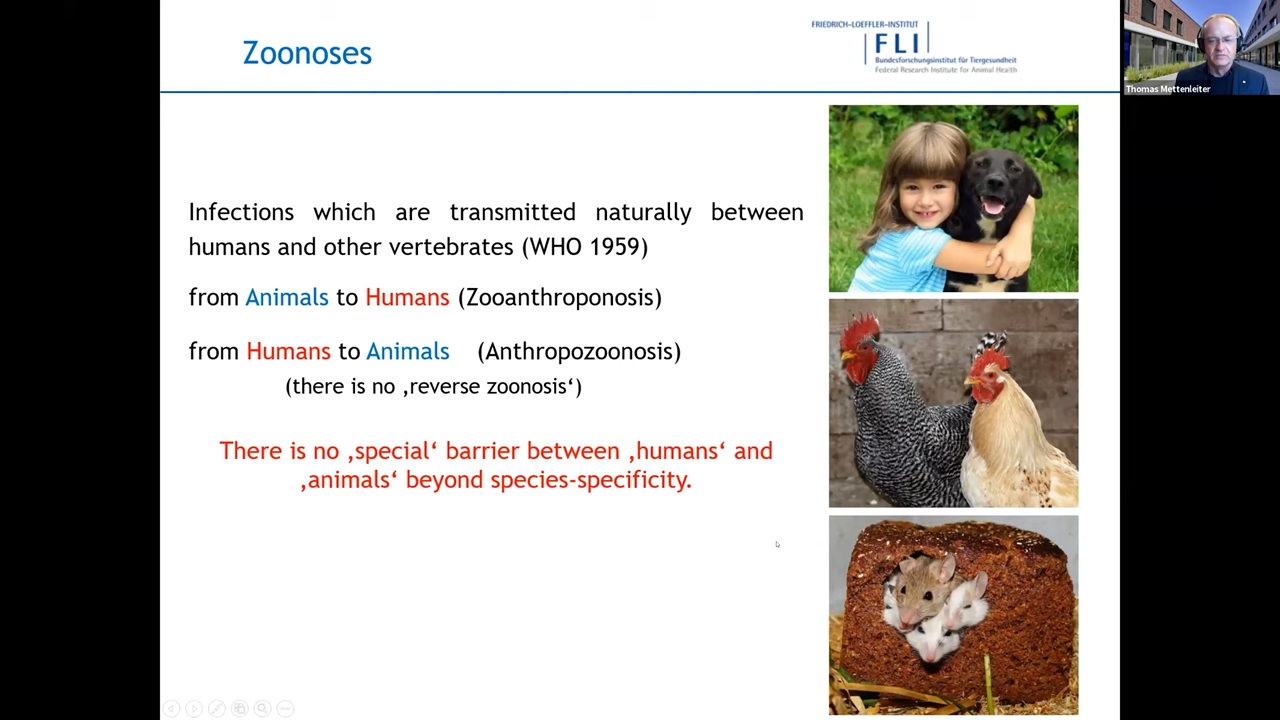 Zoonoses
FRIEDRICH-LOEFFLER-INSTITUT
FLI
Bundesforschungsinstitut für Tiergesundheit
Federal Research Institute for Animal Health
Thomas Mettenleiter
Infections which are transmitted naturally between
humans and other vertebrates (WHO 1959)
from Animals to Humans (Zooanthroponosis)
from Humans to Animals (Anthropozoonosis)
(there is no ‚reverse zoonosis‘)
There is no ‚special‘ barrier between ‚humans‘ and
‚animals‘ beyond species-specificity.